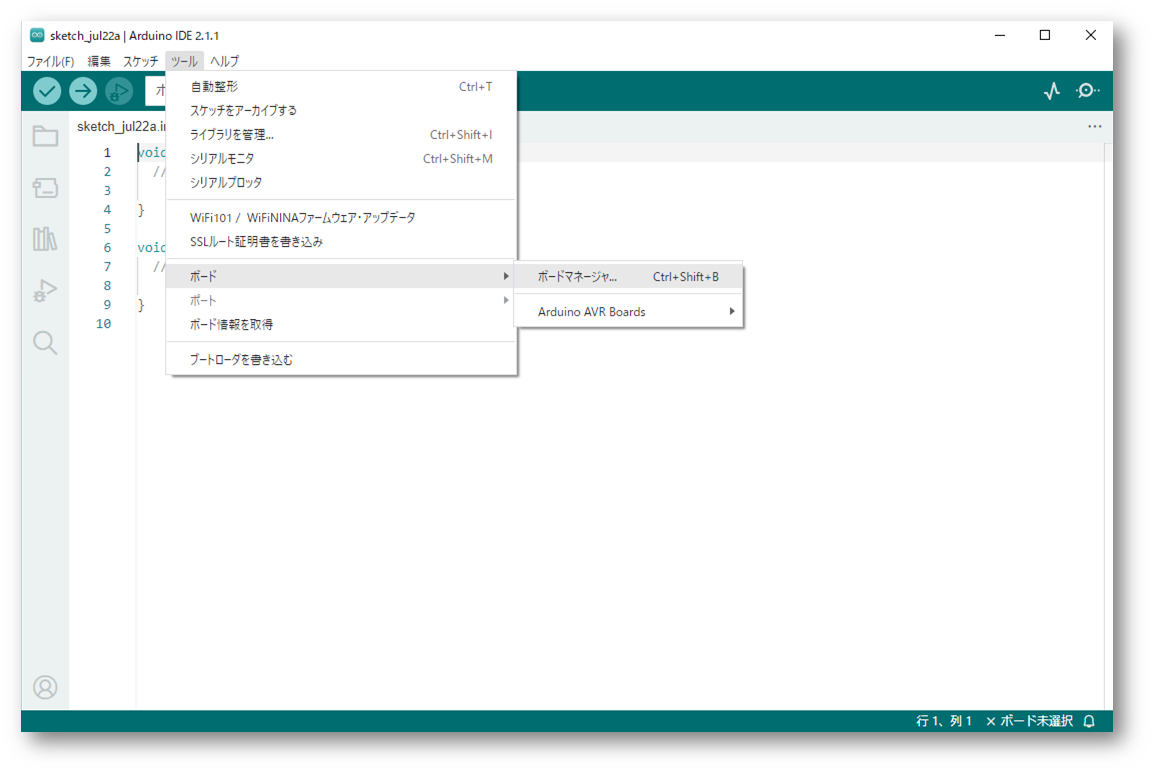 sketch_jul22a | Arduino IDE 2.1.1
ファイル(F) 編集 スケッチ ツール ヘルプ
自動整形 Ctrl+T
スケッチをアーカイブする
ライブラリを管理... Ctrl+Shift+I
シリアルモニタ Ctrl+Shift+M
シリアルプロッタ
WiFi101 / WiFiNINAファームウェア・アップデータ
SSLルート証明書を書き込み
ボード
ボードマネージャ... Ctrl+Shift+B
ポート
Arduino AVR Boards
ボード情報を取得
ブートローダを書き込む
sketch_jul22a.in
1 void
2 //
3
4 }
5
6 void
7 //
8
9 }
10
行 1、列 1 × ボード未選択